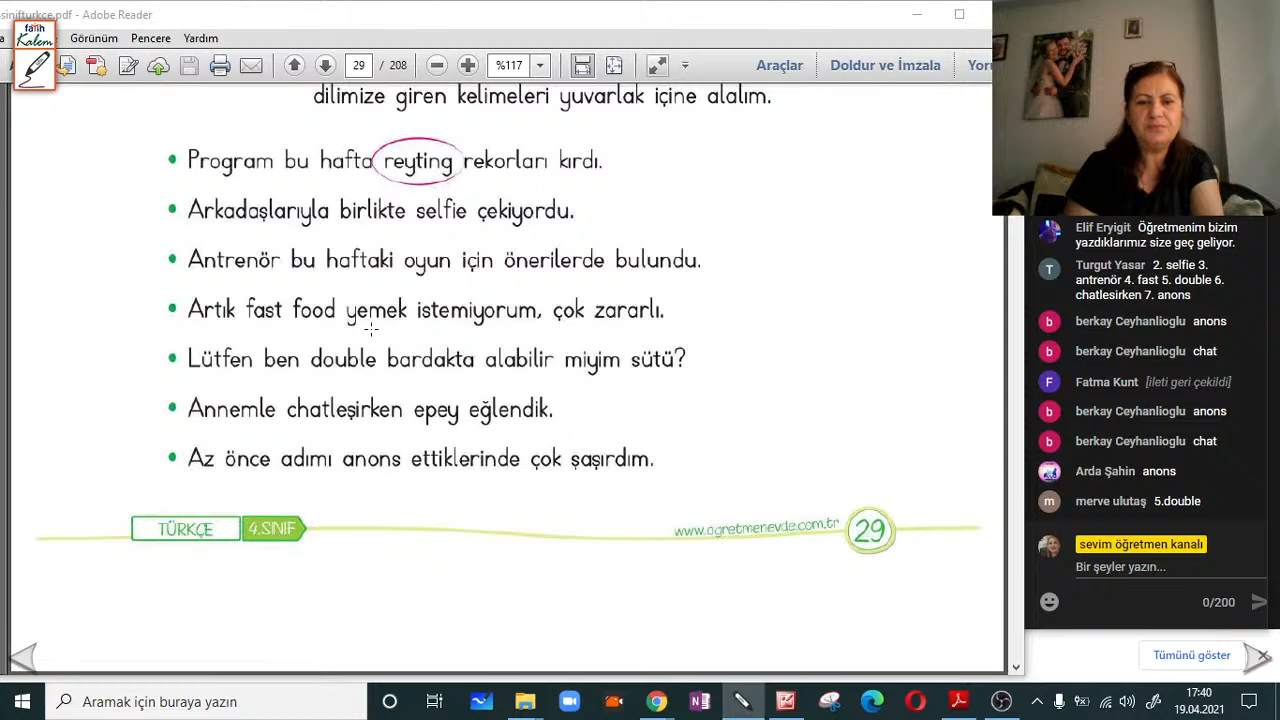 sinifturkce.pdf - Adobe Reader
fatih
Kalem
Görünüm Pencere Yardım
29 / 208 %117 Araçlar Doldur ve İmzala
dilimize giren kelimeleri yuvarlak içine alalım.
• Program bu hafta reyting rekorları kırdı.
• Arkadaşlarıyla birlikte selfie çekiyordu.
• Antrenör bu haftaki oyun için önerilerde bulundu.
• Artık fast food yemek istemiyorum, çok zararlı.
• Lütfen ben double bardakta alabilir miyim sütü?
• Annemle chatleşirken epey eğlendik.
• Az önce adımı anons ettiklerinde çok şaşırdım.
TÜRKÇE 4.SINIF www.ogretmenevde.com.tr 29
Elif Eryigit Öğretmenim bizim
yazdıklarımız size geç geliyor.
T Turgut Yasar 2. selfie 3.
antrenör 4. fast 5. double 6.
chatlesirken 7. anons
b berkay Ceyhanlioglu anons
b berkay Ceyhanlioglu chat
F Fatma Kunt [ileti geri çekildi]
b berkay Ceyhanlioglu anons
b berkay Ceyhanlioglu chat
Arda Şahin anons
m merve ulutaş 5.double
sevim öğretmen kanalı
Bir şeyler yazın...
0/200
Tümünü göster
Aramak için buraya yazın
17:40
19.04.2021